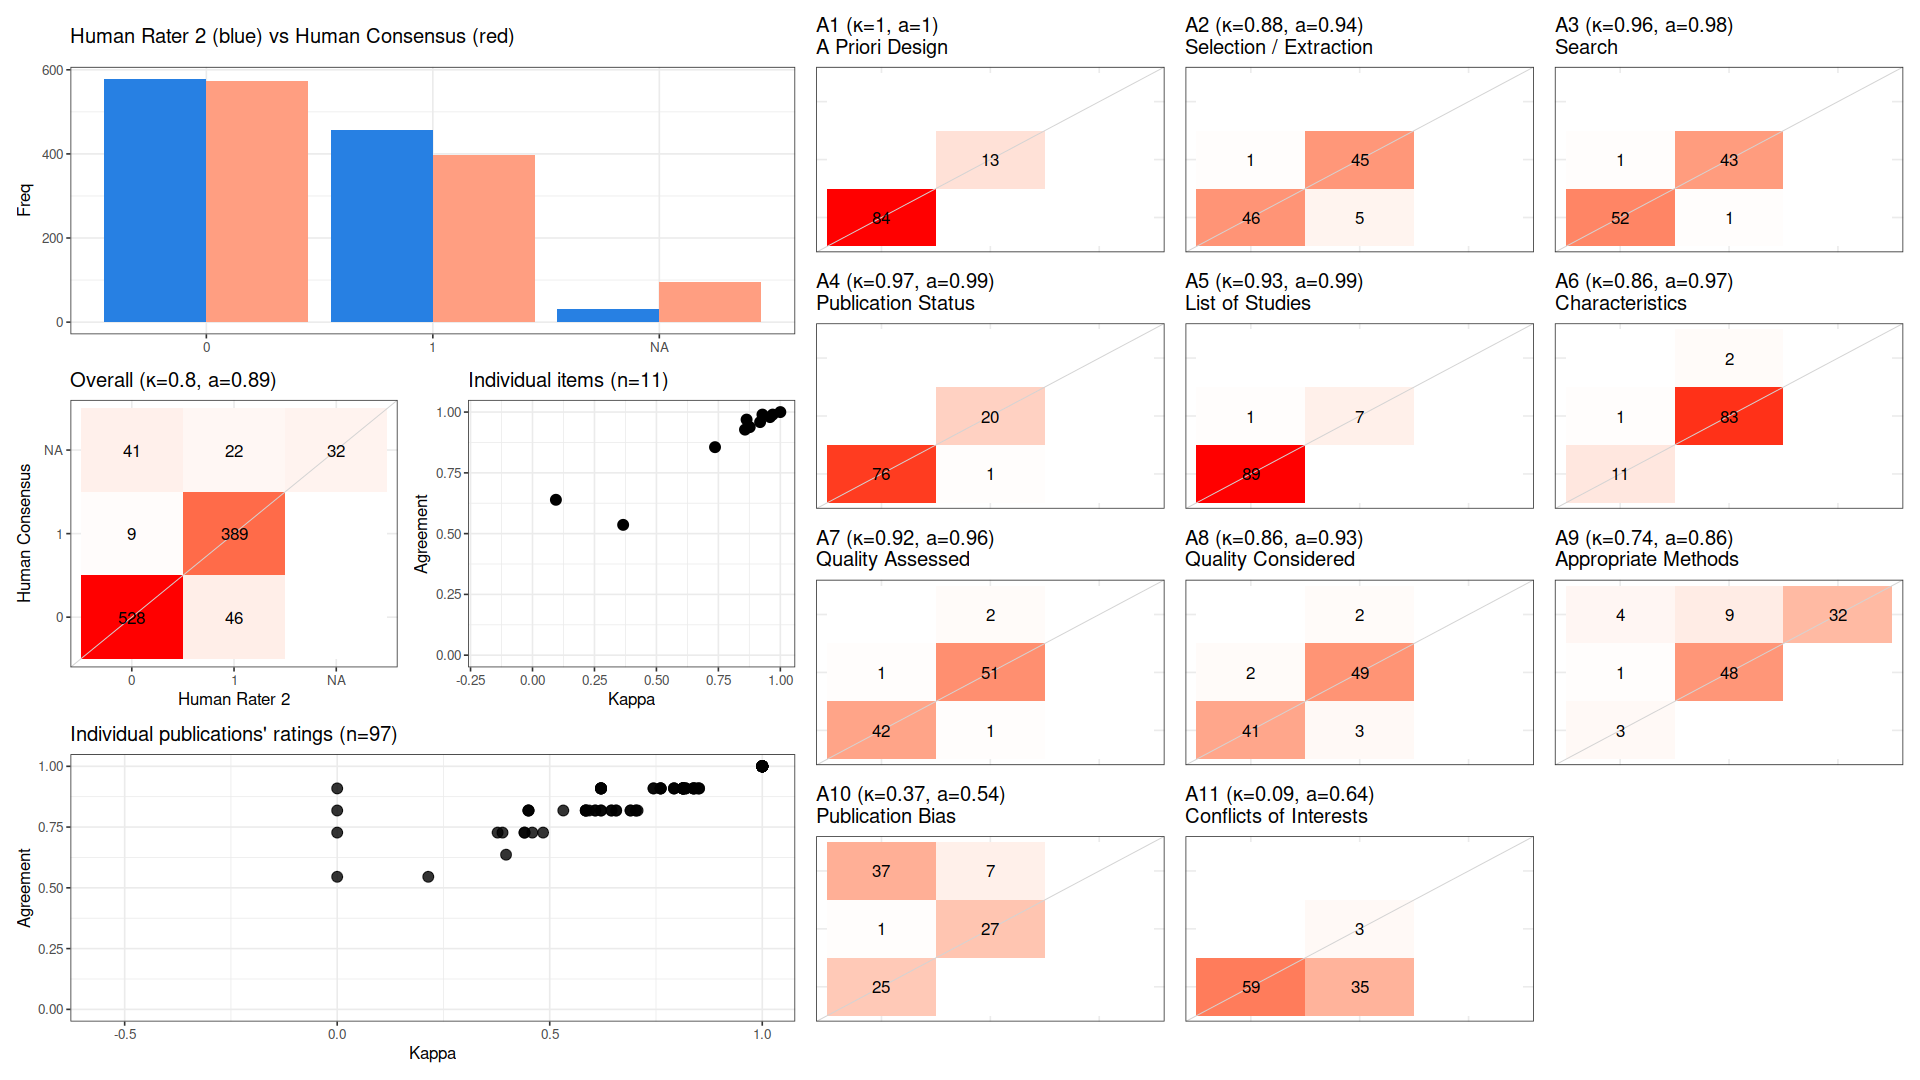 Human Rater 2 (blue) vs Human Consensus (red)
Freq
600
400
200
0
0 1 NA
Overall (κ=0.8, a=0.89)
Human Consensus
NA
1
0
41 22 32
9 389
528 46
0 1 NA
Human Rater 2
Individual items (n=11)
Agreement
1.00
0.75
0.50
0.25
0.00
-0.25 0.00 0.25 0.50 0.75 1.00
Kappa
Individual publications' ratings (n=97)
Agreement
1.00
0.75
0.50
0.25
0.00
-0.5 0.0 0.5 1.0
Kappa
A1 (κ=1, a=1)
A Priori Design
13
84
A2 (κ=0.88, a=0.94)
Selection / Extraction
1 45
46 5
A3 (κ=0.96, a=0.98)
Search
1 43
52 1
A4 (κ=0.97, a=0.99)
Publication Status
20
76 1
A5 (κ=0.93, a=0.99)
List of Studies
1 7
89
A6 (κ=0.86, a=0.97)
Characteristics
2
1 83
11
A7 (κ=0.92, a=0.96)
Quality Assessed
2
1 51
42 1
A8 (κ=0.86, a=0.93)
Quality Considered
2
2 49
41 3
A9 (κ=0.74, a=0.86)
Appropriate Methods
4 9 32
1 48
3
A10 (κ=0.37, a=0.54)
Publication Bias
37 7
1 27
25
A11 (κ=0.09, a=0.64)
Conflicts of Interests
3
59 35